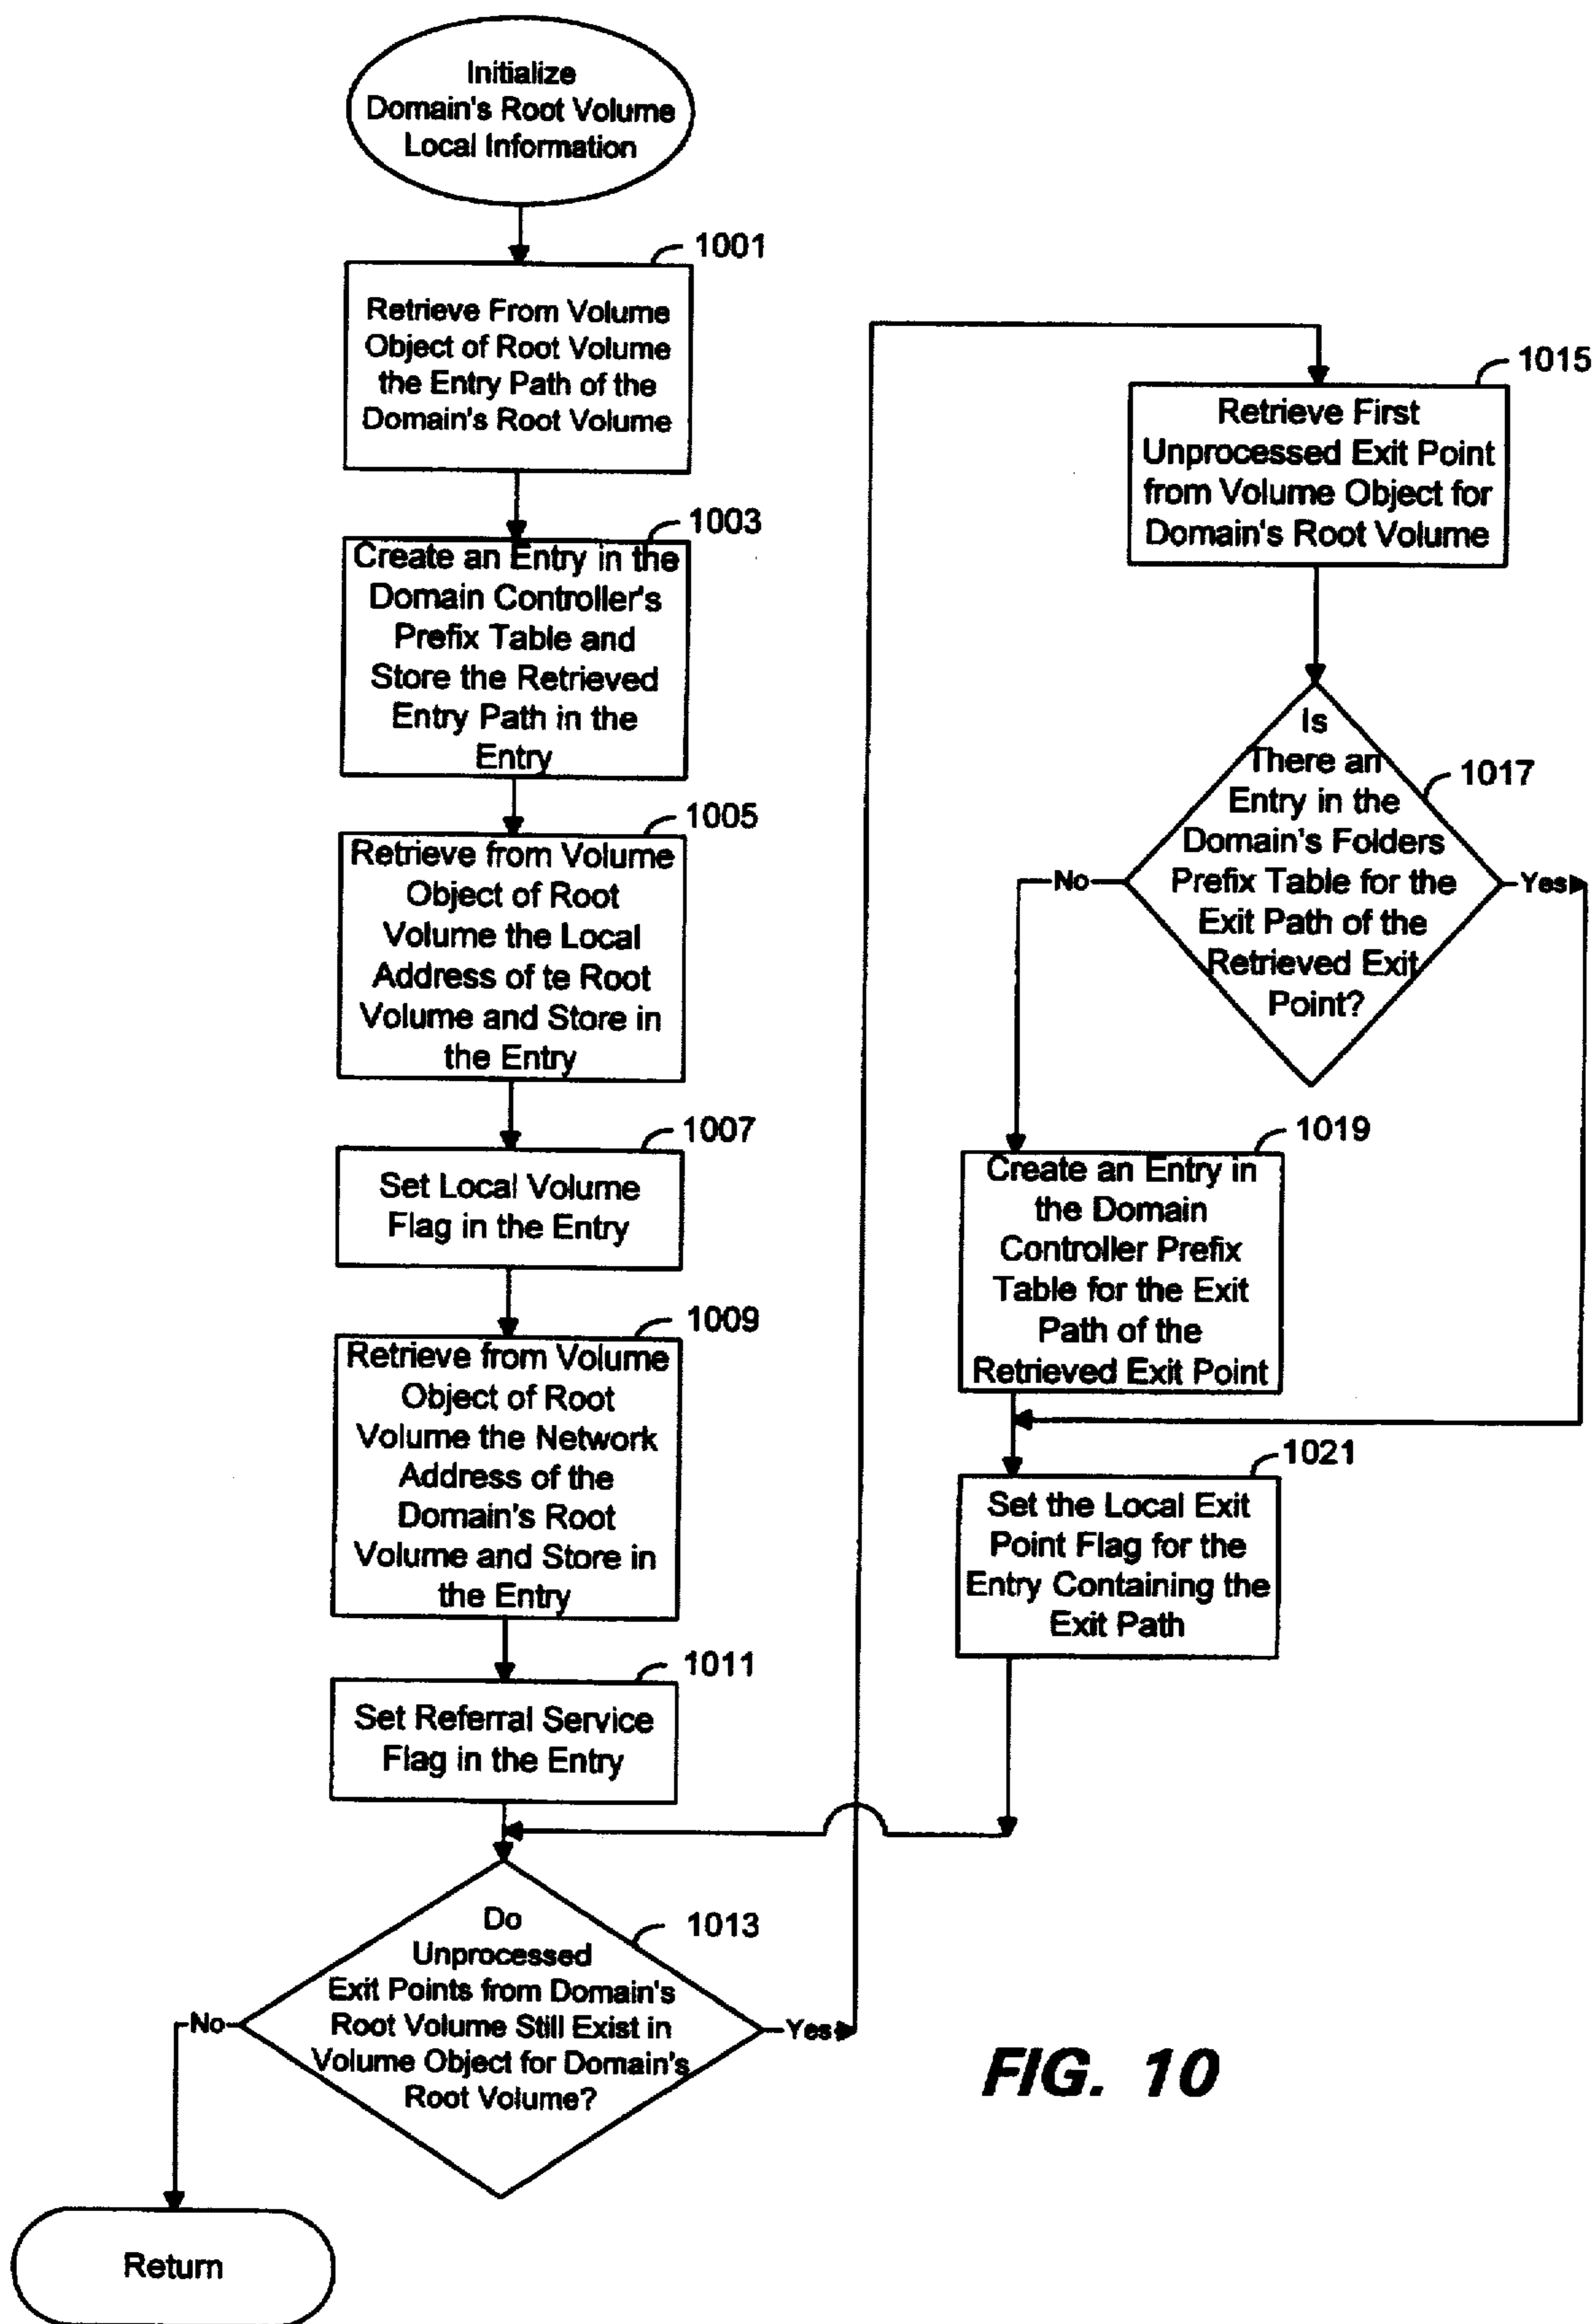 Initialize
Domain's Root Volume
Local Information
1001
Retrieve From Volume
Object of Root Volume
the Entry Path of the
Domain's Root Volume
1003
Create an Entry in the
Domain Controller's
Prefix Table and
Store the Retrieved
Entry Path in the
Entry
1005
Retrieve from Volume
Object of Root
Volume the Local
Address of te Root
Volume and Store in
the Entry
1007
Set Local Volume
Flag in the Entry
1009
Retrieve from Volume
Object of Root
Volume the Network
Address of the
Domain's Root
Volume and Store in
the Entry
1011
Set Referral Service
Flag in the Entry
1013
Do
Unprocessed
Exit Points from Domain's
Root Volume Still Exist in
Volume Object for Domain's
Root Volume?
No
Yes
Return
1015
Retrieve First
Unprocessed Exit Point
from Volume Object for
Domain's Root Volume
1017
Is
There an
Entry in the
Domain's Folders
Prefix Table for the
Exit Path of the
Retrieved Exit
Point?
No
Yes
1019
Create an Entry in
the Domain
Controller Prefix
Table for the Exit
Path of the
Retrieved Exit Point
1021
Set the Local Exit
Point Flag for the
Entry Containing the
Exit Path
FIG. 10